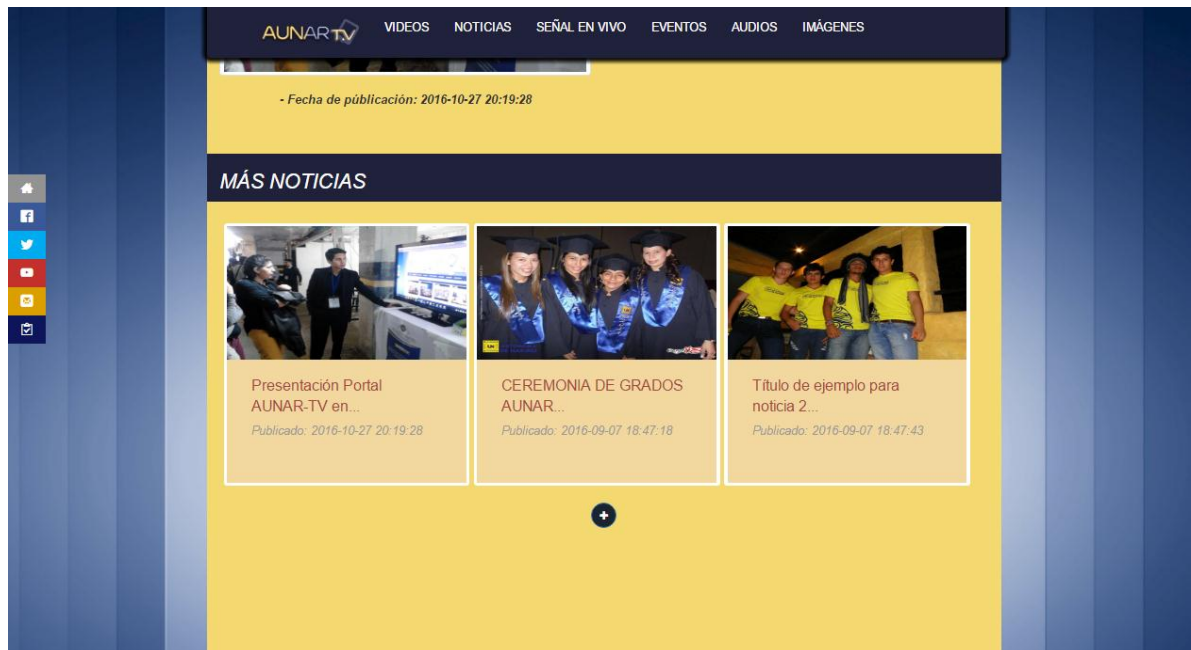 AUNARTV VIDEOS NOTICIAS SEÑAL EN VIVO EVENTOS AUDIOS IMÁGENES
- Fecha de públicación: 2016-10-27 20:19:28
MÁS NOTICIAS
Presentación Portal
AUNAR-TV en...
Publicado: 2016-10-27 20:19:28
CEREMONIA DE GRADOS
AUNAR...
Publicado: 2016-09-07 18:47:18
Título de ejemplo para
noticia 2...
Publicado: 2016-09-07 18:47:43